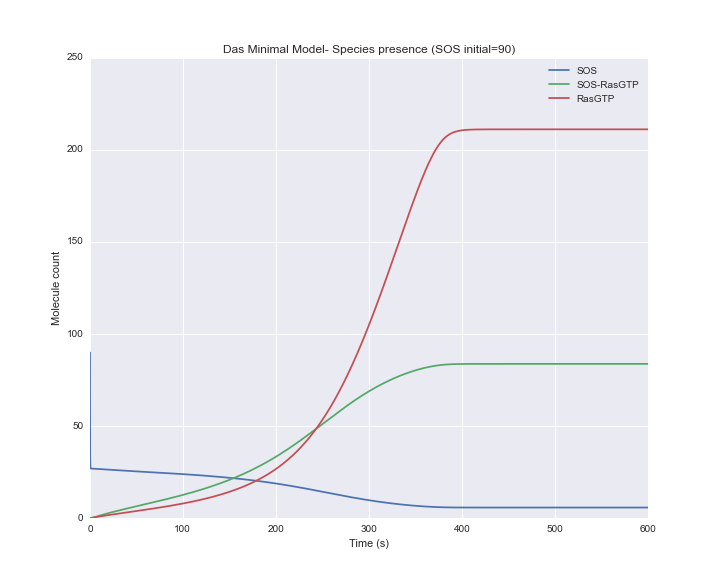 Das Minimal Model- Species presence (SOS initial=90)
250
SOS
SOS-RasGTP
RasGTP
200
150
Molecule count
100
50
0
0 100 200 300 400 500 600
Time (s)